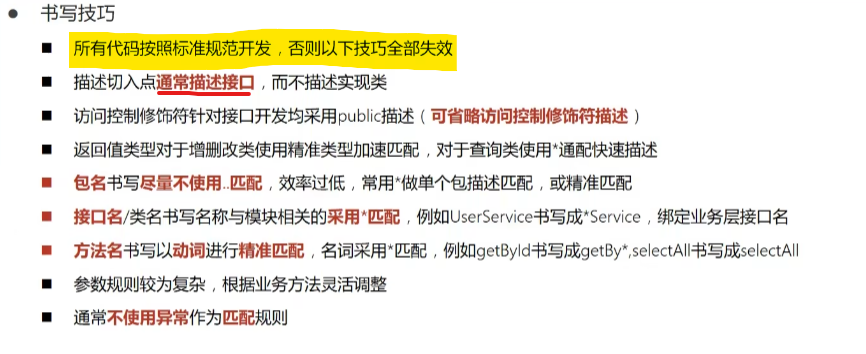 书写技巧
所有代码按照标准规范开发，否则以下技巧全部失效
描述切入点通常描述接口，而不描述实现类
访问控制修饰符针对接口开发均采用public描述（可省略访问控制修饰符描述）
返回值类型对于增删改类使用精准类型加速匹配，对于查询类使用*通配快速描述
包名书写尽量不使用..匹配，效率过低，常用*做单个包描述匹配，或精准匹配
接口名/类名书写名称与模块相关的采用*匹配，例如UserService书写成*Service，绑定业务层接口名
方法名书写以动词进行精准匹配，名词采用*匹配，例如getById书写成getBy*,selectAll书写成selectAll
参数规则较为复杂，根据业务方法灵活调整
通常不使用异常作为匹配规则